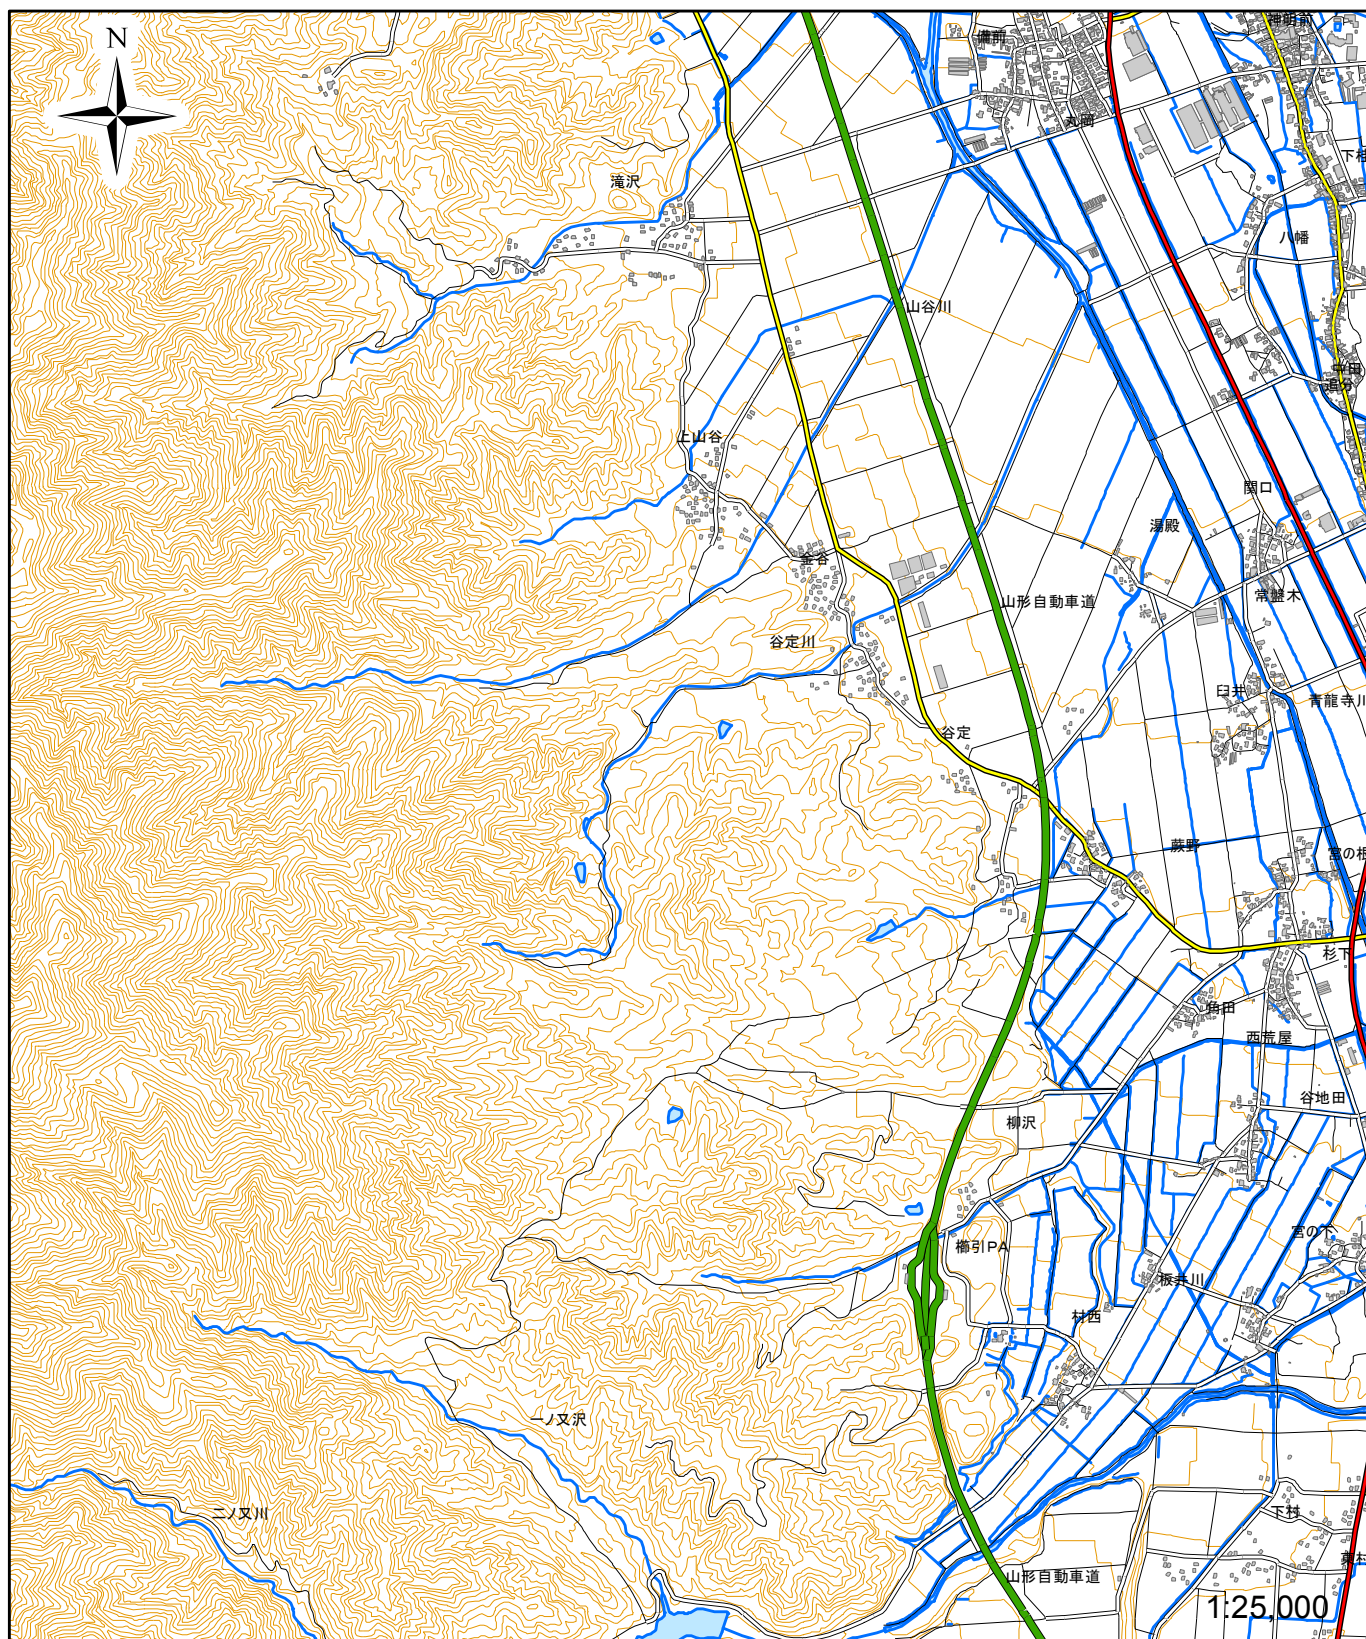 N
神明前
備前
丸岡
滝沢
八幡
山谷川
中田
追分
上山谷
関口
湯殿
金谷
常盤木
山形自動車道
谷定川
臼井
青龍寺川
谷定
蕨野
宮の根
杉下
角田
西荒屋
谷地田
柳沢
宮の下
櫛引PA
板井川
村西
一ノ又沢
下村
二ノ又川
東村
山形自動車道
1:25,000